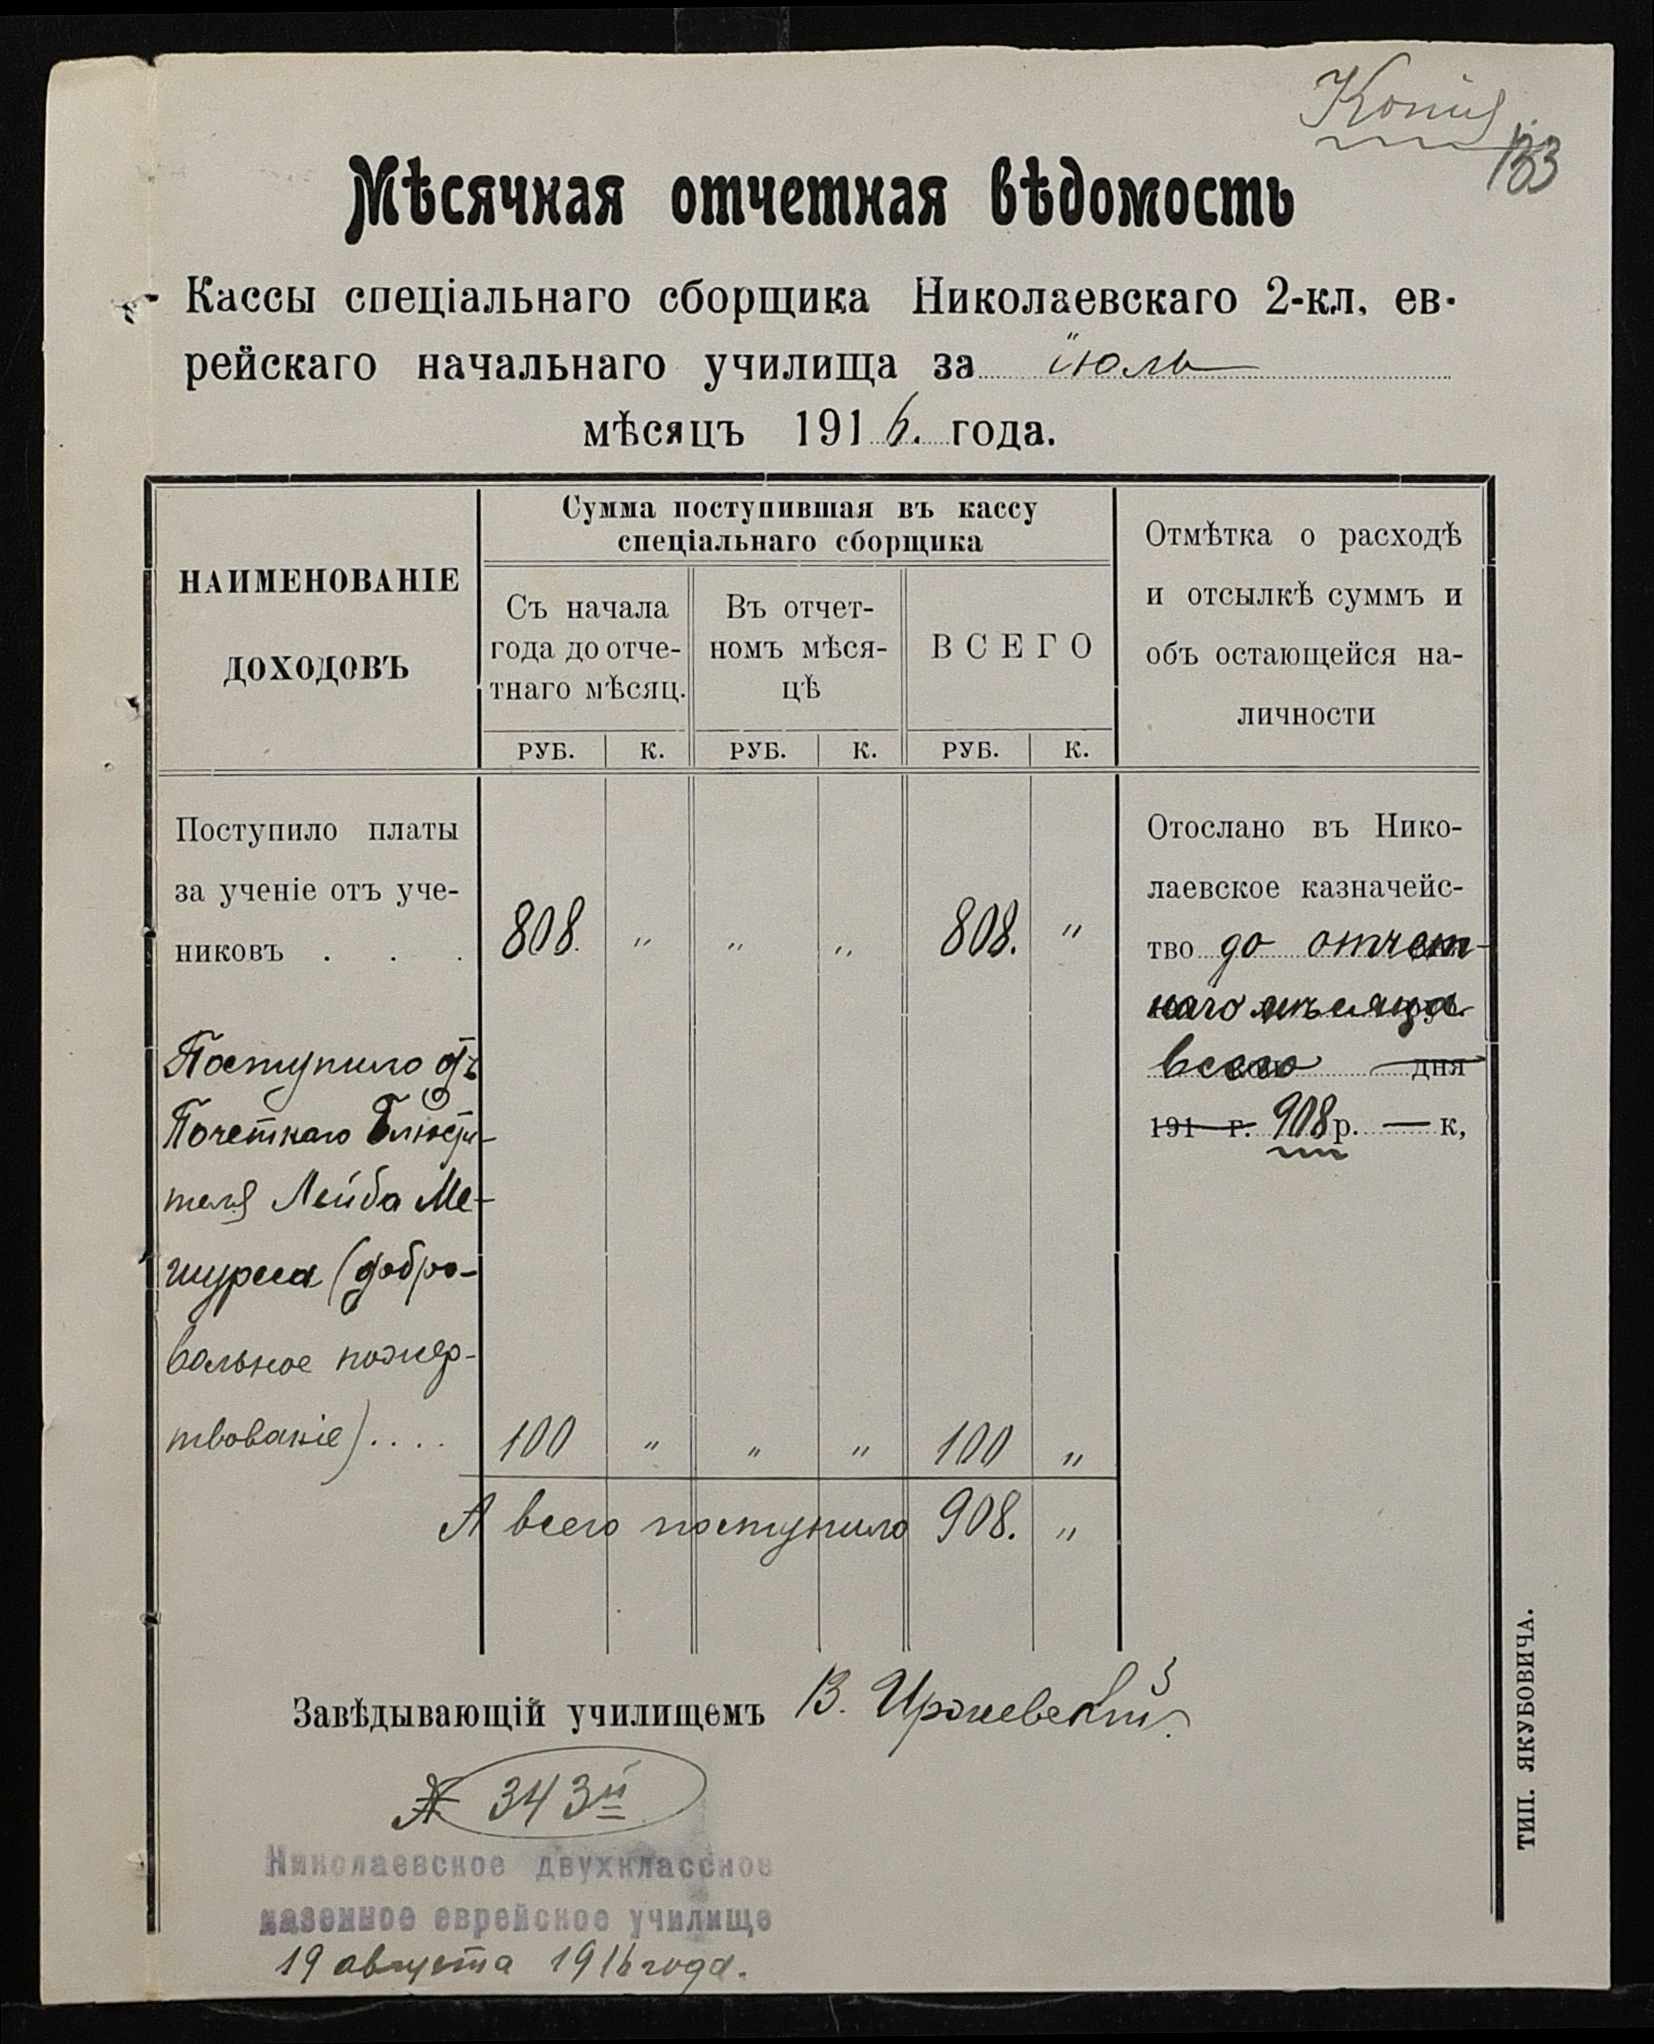 Копія
133
Мѣсячная отчетная вѣдомость
Кассы спеціальнаго сборщика Николаевскаго 2-кл. ев-
рейскаго начальнаго училища за іюль
мѣсяцъ 1916. года.
НАИМЕНОВАНІЕ
ДОХОДОВЪ
Сумма поступившая въ кассу
спеціальнаго сборщика
Съ начала
года до отче-
тнаго мѣсяц.
Въ отчет-
номъ мѣся-
цѣ
ВСЕГО
РУБ. К. РУБ. К. РУБ. К.
Отмѣтка о расходѣ
и отсылкѣ суммъ и
объ остающейся на-
личности
Поступило платы
за ученіе отъ уче-
никовъ . . . 808. " " " 808. "
Отослано въ Нико-
лаевское казначейс-
тво до отчет-
наго мѣсяца
всего дня
191 г. 908 р. — к,
Поступило отъ
Почетнаго Блюсти-
теля Лейба Ме-
шуреса (добро-
вольное пожер-
твованіе) . . . . 100 " " " 100 "
А всего поступило 908. "
Завѣдывающій училищемъ В. Иржевскій.
№ 343й
Николаевское двухклассное
казенное еврейское училище
19 августа 1916 года.
ТИП. ЯКУБОВИЧА.